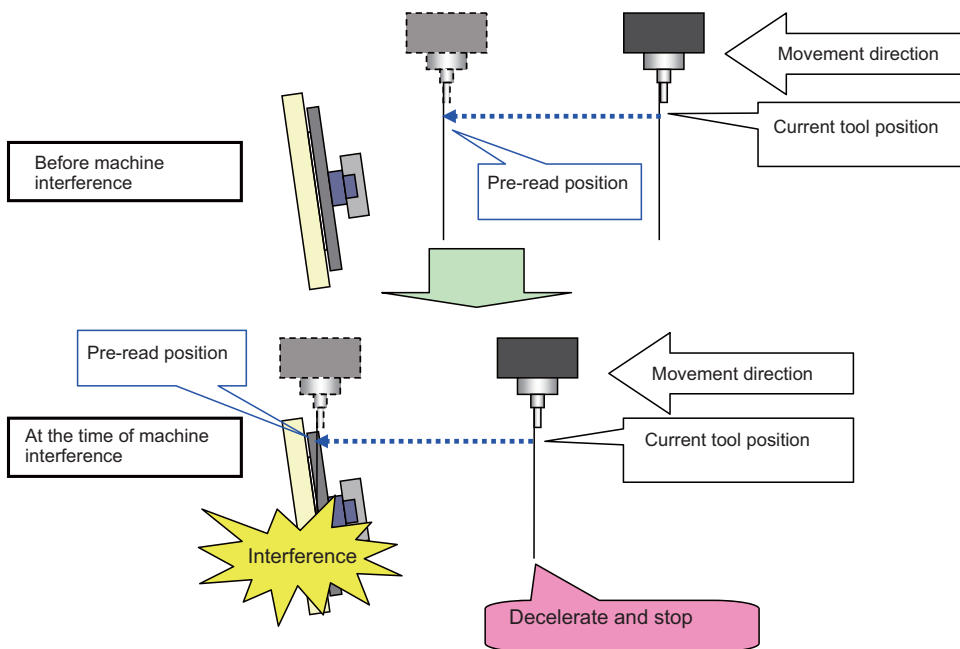 Movement direction
Current tool position
Before machine
interference
Pre-read position
Pre-read position
Movement direction
At the time of machine
interference
Current tool position
Interference
Decelerate and stop